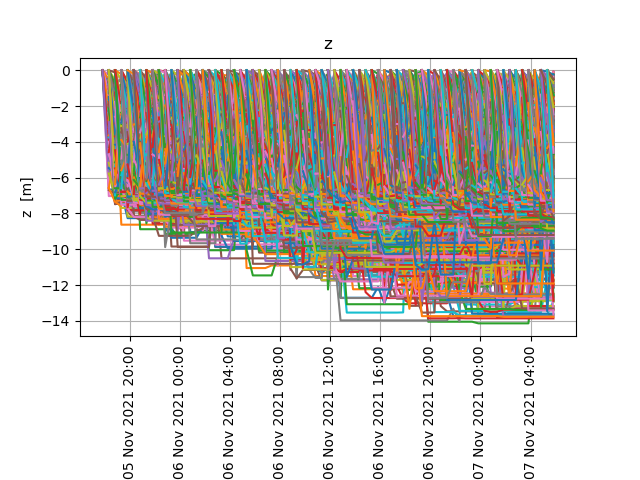 z
0
−2
−4
−6
−8
−10
−12
−14
z [m]
05 Nov 2021 20:00
06 Nov 2021 00:00
06 Nov 2021 04:00
06 Nov 2021 08:00
06 Nov 2021 12:00
06 Nov 2021 16:00
06 Nov 2021 20:00
07 Nov 2021 00:00
07 Nov 2021 04:00